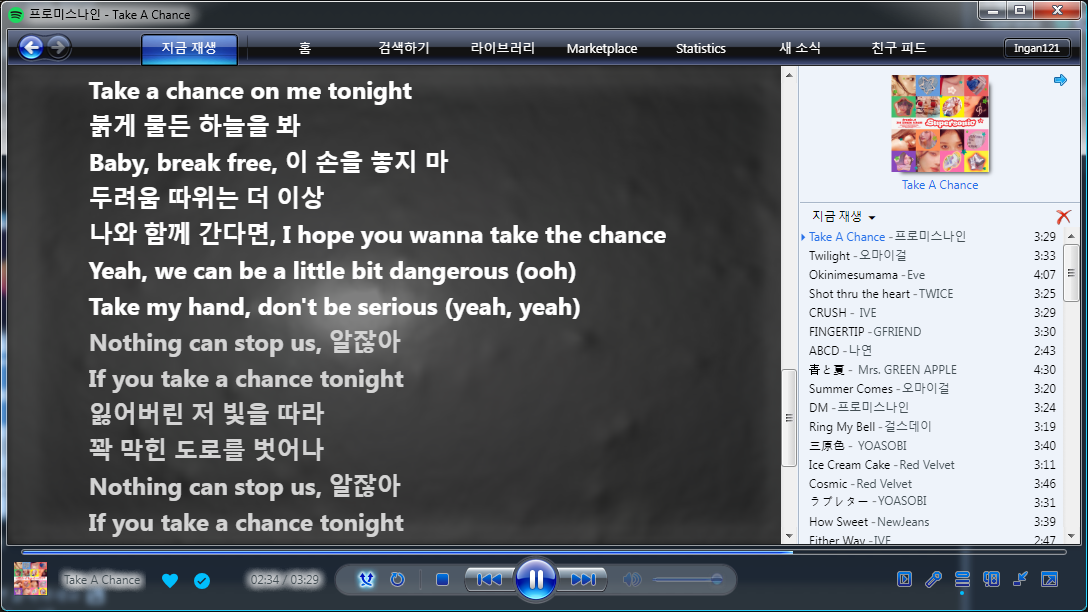 프로미스나인 - Take A Chance
지금 재생
홈
검색하기
라이브러리
Marketplace
Statistics
새 소식
친구 피드
Ingan121
Take a chance on me tonight
붉게 물든 하늘을 봐
Baby, break free, 이 손을 놓지 마
두려움 따위는 더 이상
나와 함께 간다면, I hope you wanna take the chance
Yeah, we can be a little bit dangerous (ooh)
Take my hand, don't be serious (yeah, yeah)
Nothing can stop us, 알잖아
If you take a chance tonight
잃어버린 저 빛을 따라
꽉 막힌 도로를 벗어나
Nothing can stop us, 알잖아
If you take a chance tonight
Supersonic
Take A Chance
지금 재생
Take A Chance - 프로미스나인 3:29
Twilight - 오마이걸 3:33
Okinimesumama - Eve 4:07
Shot thru the heart - TWICE 3:25
CRUSH - IVE 3:29
FINGERTIP - GFRIEND 3:30
ABCD - 나연 2:43
青と夏 - Mrs. GREEN APPLE 4:30
Summer Comes - 오마이걸 3:20
DM - 프로미스나인 3:24
Ring My Bell - 걸스데이 3:19
三原色 - YOASOBI 3:40
Ice Cream Cake - Red Velvet 3:11
Cosmic - Red Velvet 3:46
ラブレター - YOASOBI 3:31
How Sweet - NewJeans 3:39
Either Way - IVE 2:47
Take A Chance
02:34 / 03:29